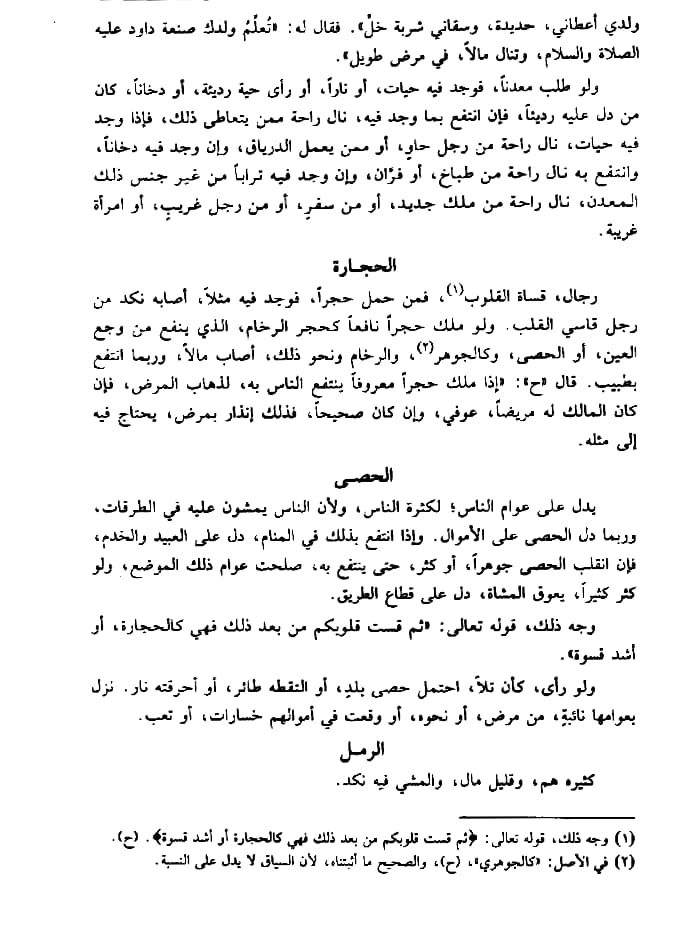 ولدي أعطاني، حديدة، وسقاني شربة خلّ». فقال له: «تُعلّمُ ولدك صنعة داود عليه
الصلاة والسلام، وتنال مالاً، في مرض طويل».
ولو طلب معدناً، فوجد فيه حيات، أو ناراً، أو رأى حية رديئة، أو دخاناً، كان
من دل عليه رديئاً، فإن انتفع بما وجد فيه، نال راحة ممن يتعاطى ذلك، فإذا وجد
فيه حيات، نال راحة من رجل حاوٍ، أو ممن يعمل الدرياق، وإن وجد فيه دخاناً،
وانتفع به نال راحة من طباخ، أو فرّان، وإن وجد فيه تراباً من غير جنس ذلك
المعدن، نال راحة من ملك جديد، أو من سفرٍ، أو من رجل غريبٍ، أو امرأة
غريبة.
الحجارة
رجال، قساة القلوب(١)، فمن حمل حجراً، فوجد فيه مثلاً، أصابه نكد من
رجل قاسي القلب. ولو ملك حجراً نافعاً كحجر الرخام، الذي ينفع من وجع
العين، أو الحصى، وكالجوهر(٢)، والرخام ونحو ذلك، أصاب مالاً، وربما انتفع
بطبيب. قال «ح»: «إذا ملك حجراً معروفاً ينتفع الناس به، لذهاب المرض، فإن
كان المالك له مريضاً، عوفي، وإن كان صحيحاً، فذلك إنذار بمرض، يحتاج فيه
إلى مثله.
الحصى
يدل على عوام الناس؛ لكثرة الناس، ولأن الناس يمشون عليه في الطرقات،
وربما دل الحصى على الأموال. وإذا انتفع بذلك في المنام، دل على العبيد والخدم،
فإن انقلب الحصى جوهراً، أو كثر، حتى ينتفع به، صلحت عوام ذلك الموضع، ولو
كثر كثيراً، يعوق المشاة، دل على قطاع الطريق.
وجه ذلك، قوله تعالى: «ثم قست قلوبكم من بعد ذلك فهي كالحجارة، أو
أشد قسوة».
ولو رأى، كأن تلاً، احتمل حصى بلدٍ، أو التقطه طائر، أو أحرقته نار. نزل
بعوامها نائبةٍ، من مرض، أو نحوه، أو وقعت في أموالهم خسارات، أو تعب.
الرمل
كثيره هم، وقليل مال، والمشي فيه نكد.
(١) وجه ذلك، قوله تعالى: ﴿ثم قست قلوبكم من بعد ذلك فهي كالحجارة أو أشد قسوة﴾. (ح).
(٢) في الأصل: «كالجوهري»، (ح)، والصحيح ما أثبتناه، لأن السياق لا يدل على النسبة.